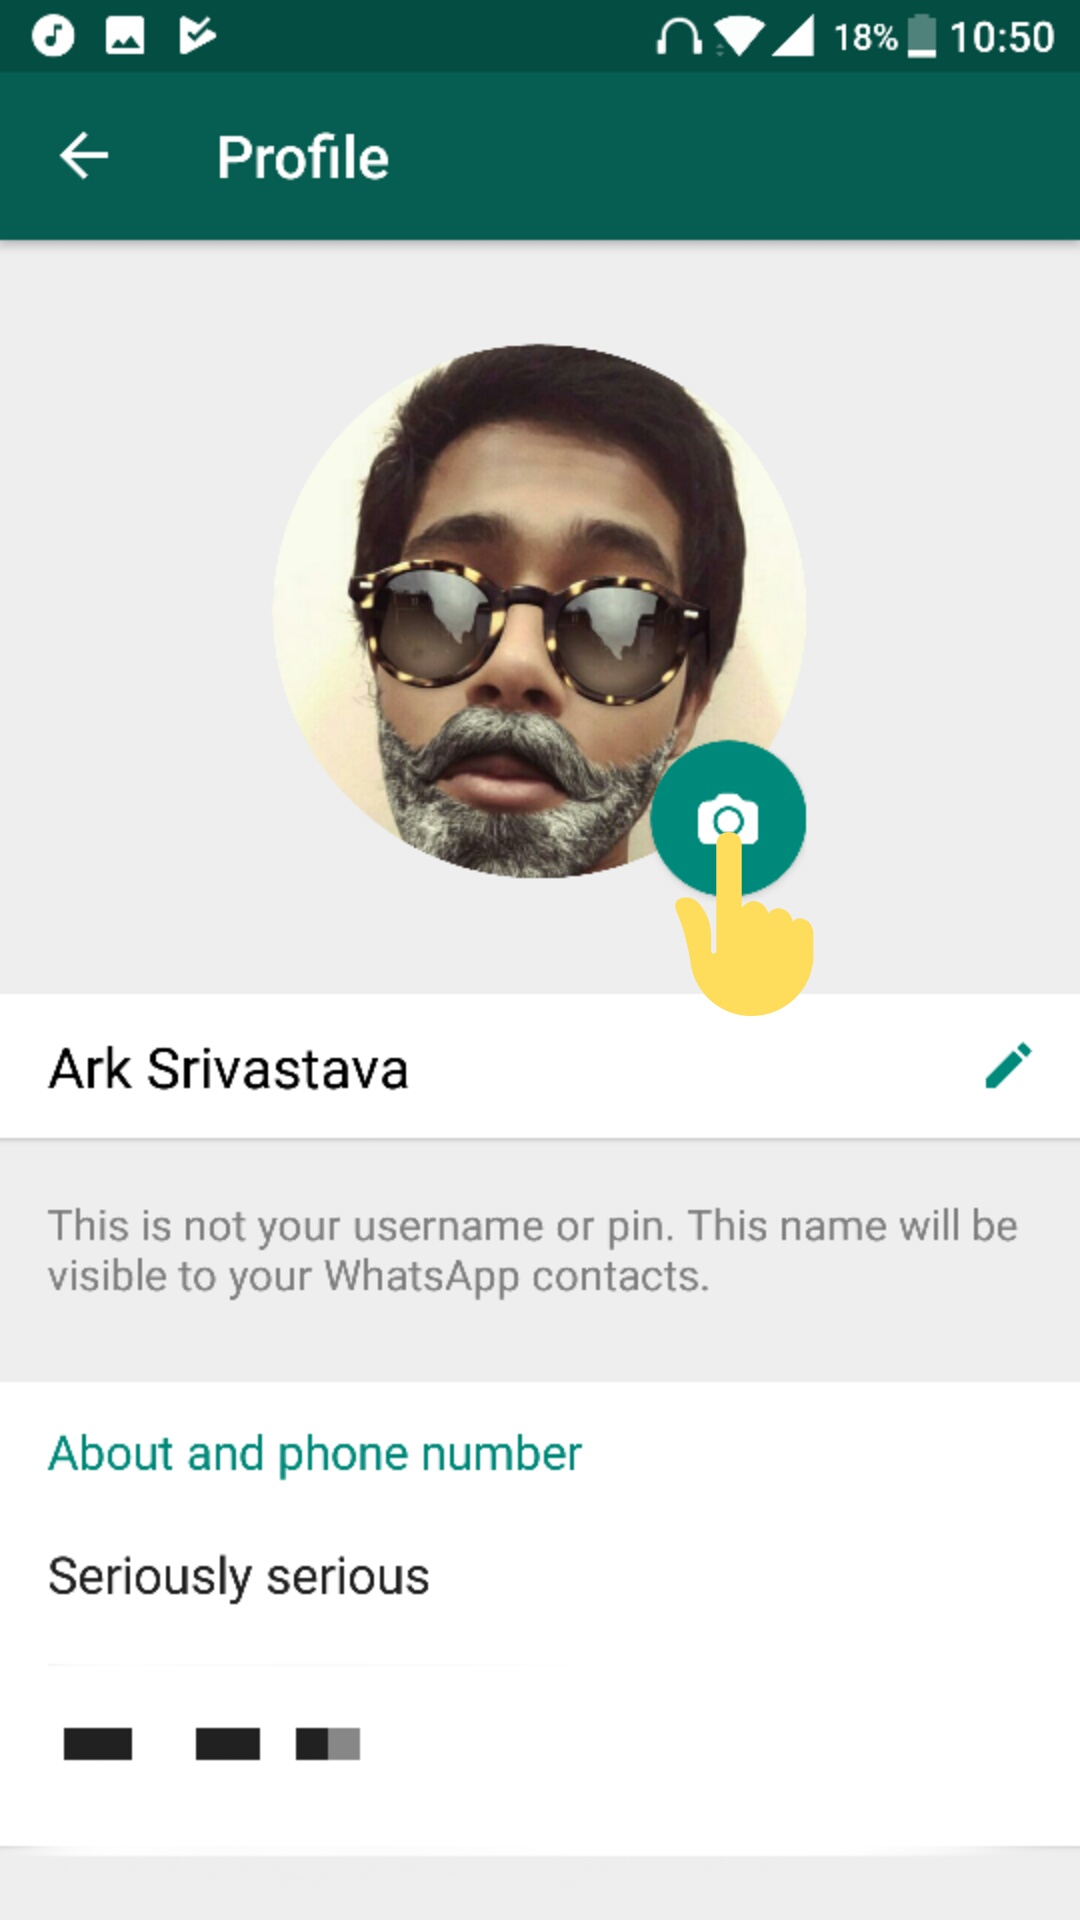 18% 10:50
Profile
Ark Srivastava
This is not your username or pin. This name will be
visible to your WhatsApp contacts.
About and phone number
Seriously serious